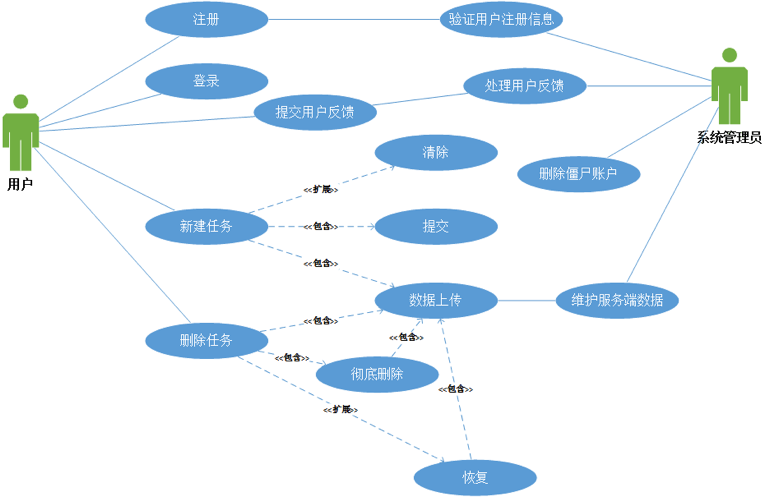 注册
验证用户注册信息
登录
处理用户反馈
提交用户反馈
系统管理员
用户
清除
删除僵尸账户
<<扩展>>
新建任务
<<包含>>
提交
<<包含>>
数据上传
维护服务端数据
<<包含>>
删除任务
<<包含>>
<<包含>>
彻底删除
<<包含>>
<<扩展>>
恢复